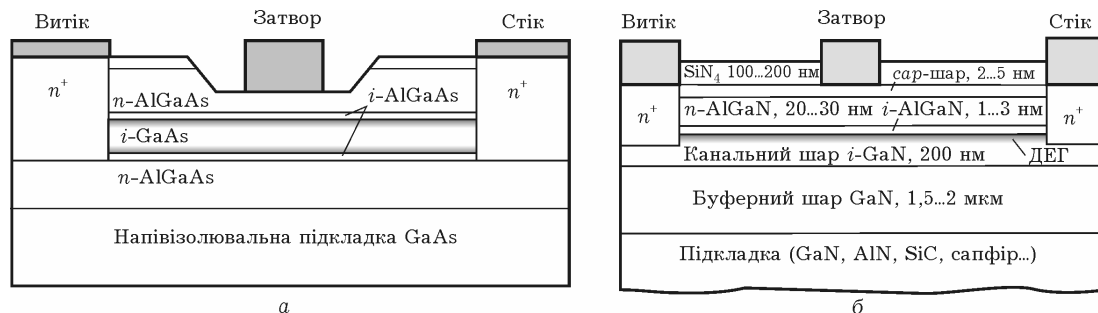 Витік Затвор Стік
n+ n+
n-AlGaAs i-AlGaAs
i-GaAs
n-AlGaAs
Напівізолювальна підкладка GaAs
а
Витік Затвор Стік
SiN4 100...200 нм cap-шар, 2...5 нм
n+ n-AlGaN, 20...30 нм i-AlGaN, 1...3 нм n+
Канальний шар i-GaN, 200 нм ДЕГ
Буферний шар GaN, 1,5...2 мкм
Підкладка (GaN, AlN, SiC, сапфір...)
б